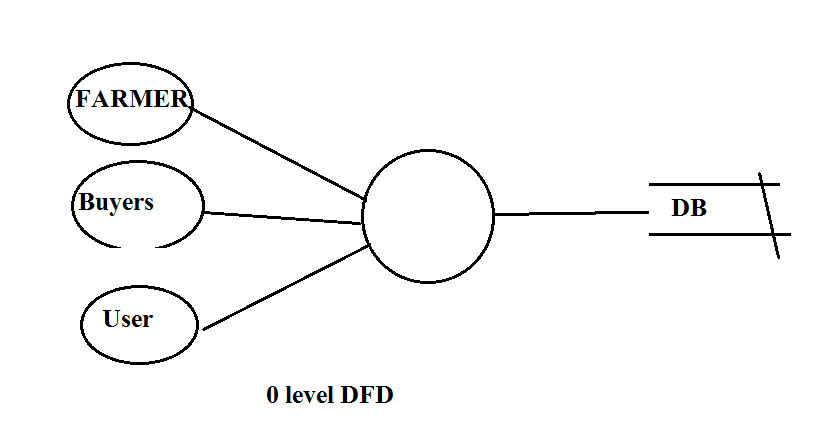 FARMER
Buyers
DB
User
0 level DFD